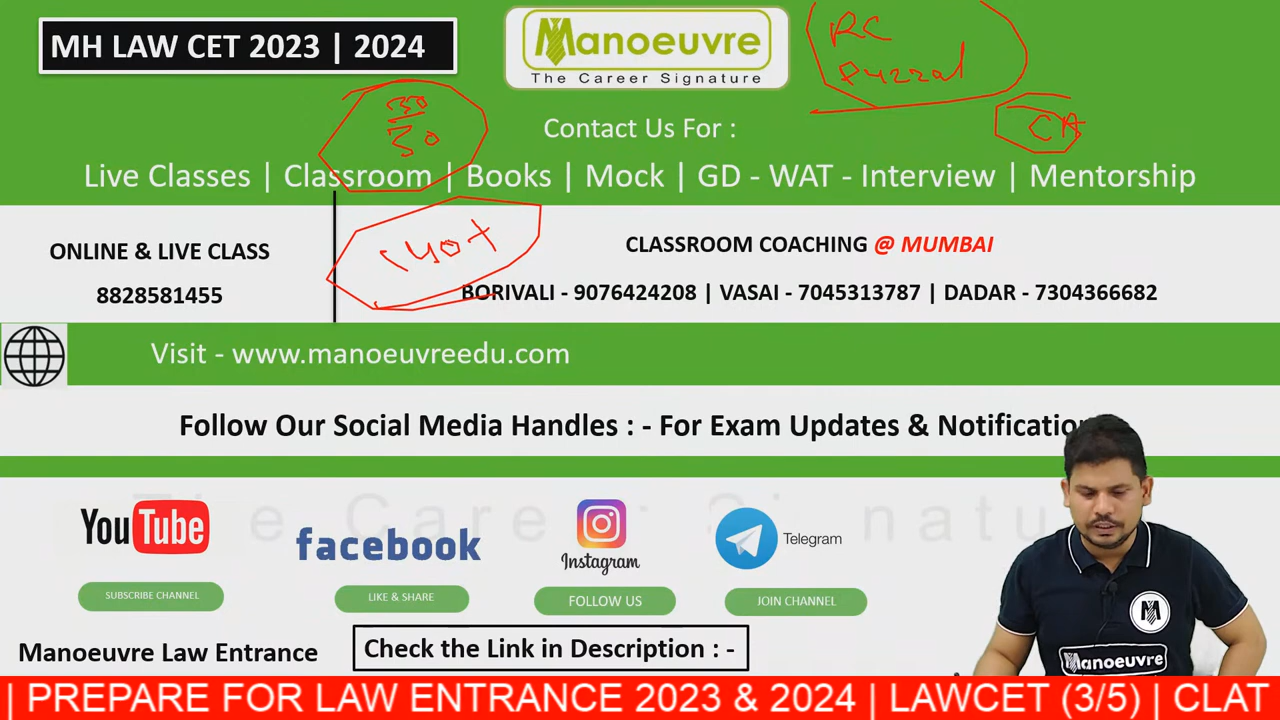 MH LAW CET 2023 | 2024
Manoeuvre
The Career Signature
RC
Puzzal
CA
30
30
140+
Contact Us For :
Live Classes | Classroom | Books | Mock | GD - WAT - Interview | Mentorship
ONLINE & LIVE CLASS
8828581455
CLASSROOM COACHING @ MUMBAI
BORIVALI - 9076424208 | VASAI - 7045313787 | DADAR - 7304366682
Visit - www.manoeuvreedu.com
Follow Our Social Media Handles : - For Exam Updates & Notification
YouTube
facebook
Instagram
Telegram
SUBSCRIBE CHANNEL
LIKE & SHARE
FOLLOW US
JOIN CHANNEL
Manoeuvre Law Entrance
Check the Link in Description : -
Manoeuvre
| PREPARE FOR LAW ENTRANCE 2023 & 2024 | LAWCET (3/5) | CLAT